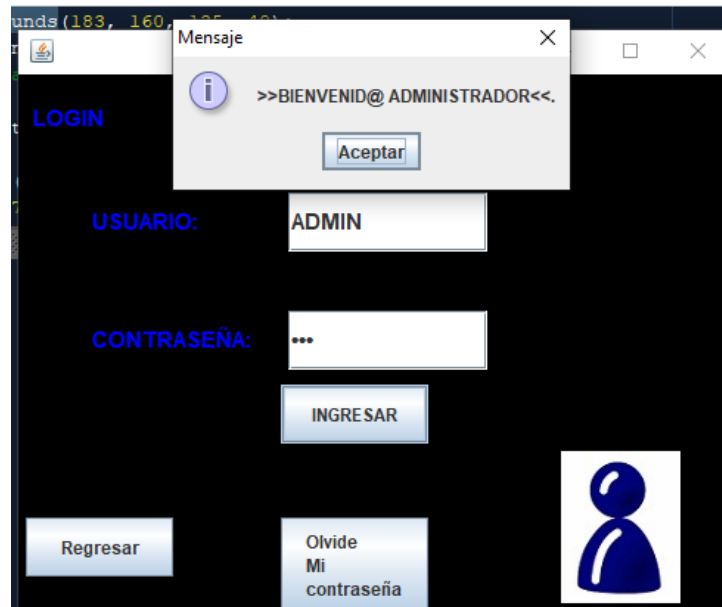 unds(183, 160,
Mensaje
>>BIENVENID@ ADMINISTRADOR<<.
Aceptar
LOGIN
USUARIO:
ADMIN
CONTRASEÑA:
•••
INGRESAR
Regresar
Olvide
Mi
contraseña